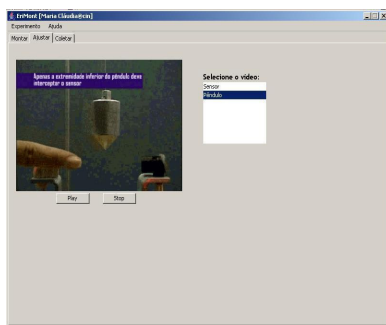 EnMont [Maria Cláudia@cin]
Experimento Ajuda
Montar Ajustar Coletar
Apenas a extremidade inferior do pêndulo deve
interceptar o sensor
Selecione o vídeo:
Sensor
Pêndulo
Play Stop